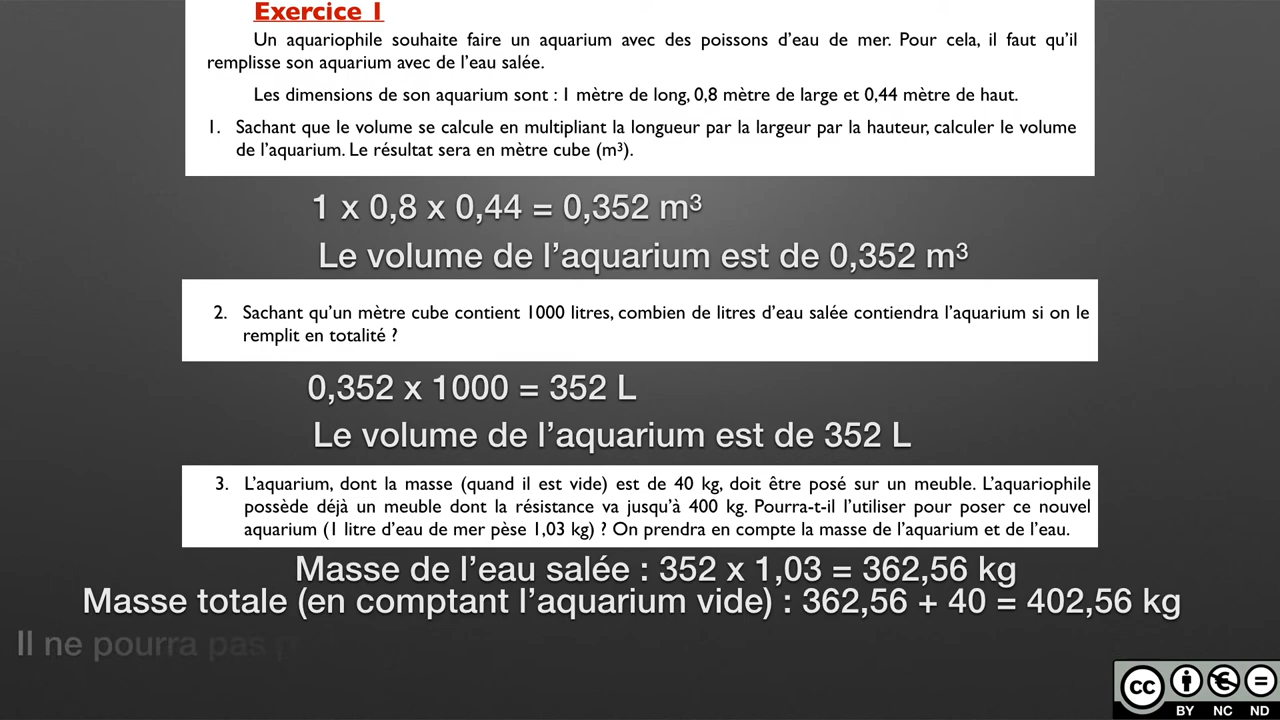 Exercice 1
Un aquariophile souhaite faire un aquarium avec des poissons d'eau de mer. Pour cela, il faut qu'il
remplisse son aquarium avec de l'eau salée.
Les dimensions de son aquarium sont : 1 mètre de long, 0,8 mètre de large et 0,44 mètre de haut.
1. Sachant que le volume se calcule en multipliant la longueur par la largeur par la hauteur, calculer le volume
de l'aquarium. Le résultat sera en mètre cube (m³).
1 x 0,8 x 0,44 = 0,352 m³
Le volume de l'aquarium est de 0,352 m³
2. Sachant qu'un mètre cube contient 1000 litres, combien de litres d'eau salée contiendra l'aquarium si on le
remplit en totalité ?
0,352 x 1000 = 352 L
Le volume de l'aquarium est de 352 L
3. L'aquarium, dont la masse (quand il est vide) est de 40 kg, doit être posé sur un meuble. L'aquariophile
possède déjà un meuble dont la résistance va jusqu'à 400 kg. Pourra-t-il l'utiliser pour poser ce nouvel
aquarium (1 litre d'eau de mer pèse 1,03 kg) ? On prendra en compte la masse de l'aquarium et de l'eau.
Masse de l'eau salée : 352 x 1,03 = 362,56 kg
Masse totale (en comptant l'aquarium vide) : 362,56 + 40 = 402,56 kg
Il ne pourra pas
cc BY NC ND